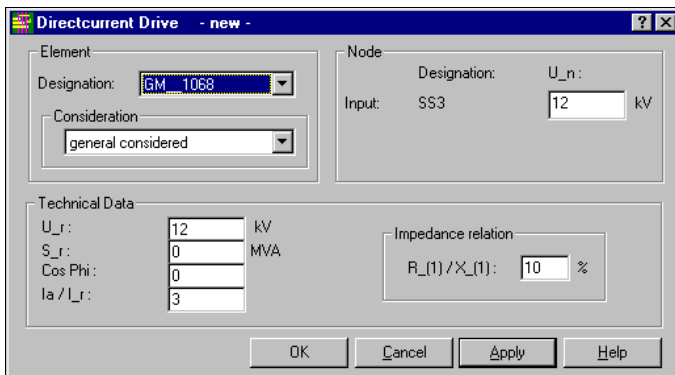 Directcurrent Drive - new -
Element
Designation: GM__1068
Consideration
general considered
Node
Designation: U_n :
Input: SS3 12 kV
Technical Data
U_r : 12 kV
S_r : 0 MVA
Cos Phi : 0
Ia / I_r : 3
Impedance relation
R_(1) / X_(1) : 10 %
OK Cancel Apply Help